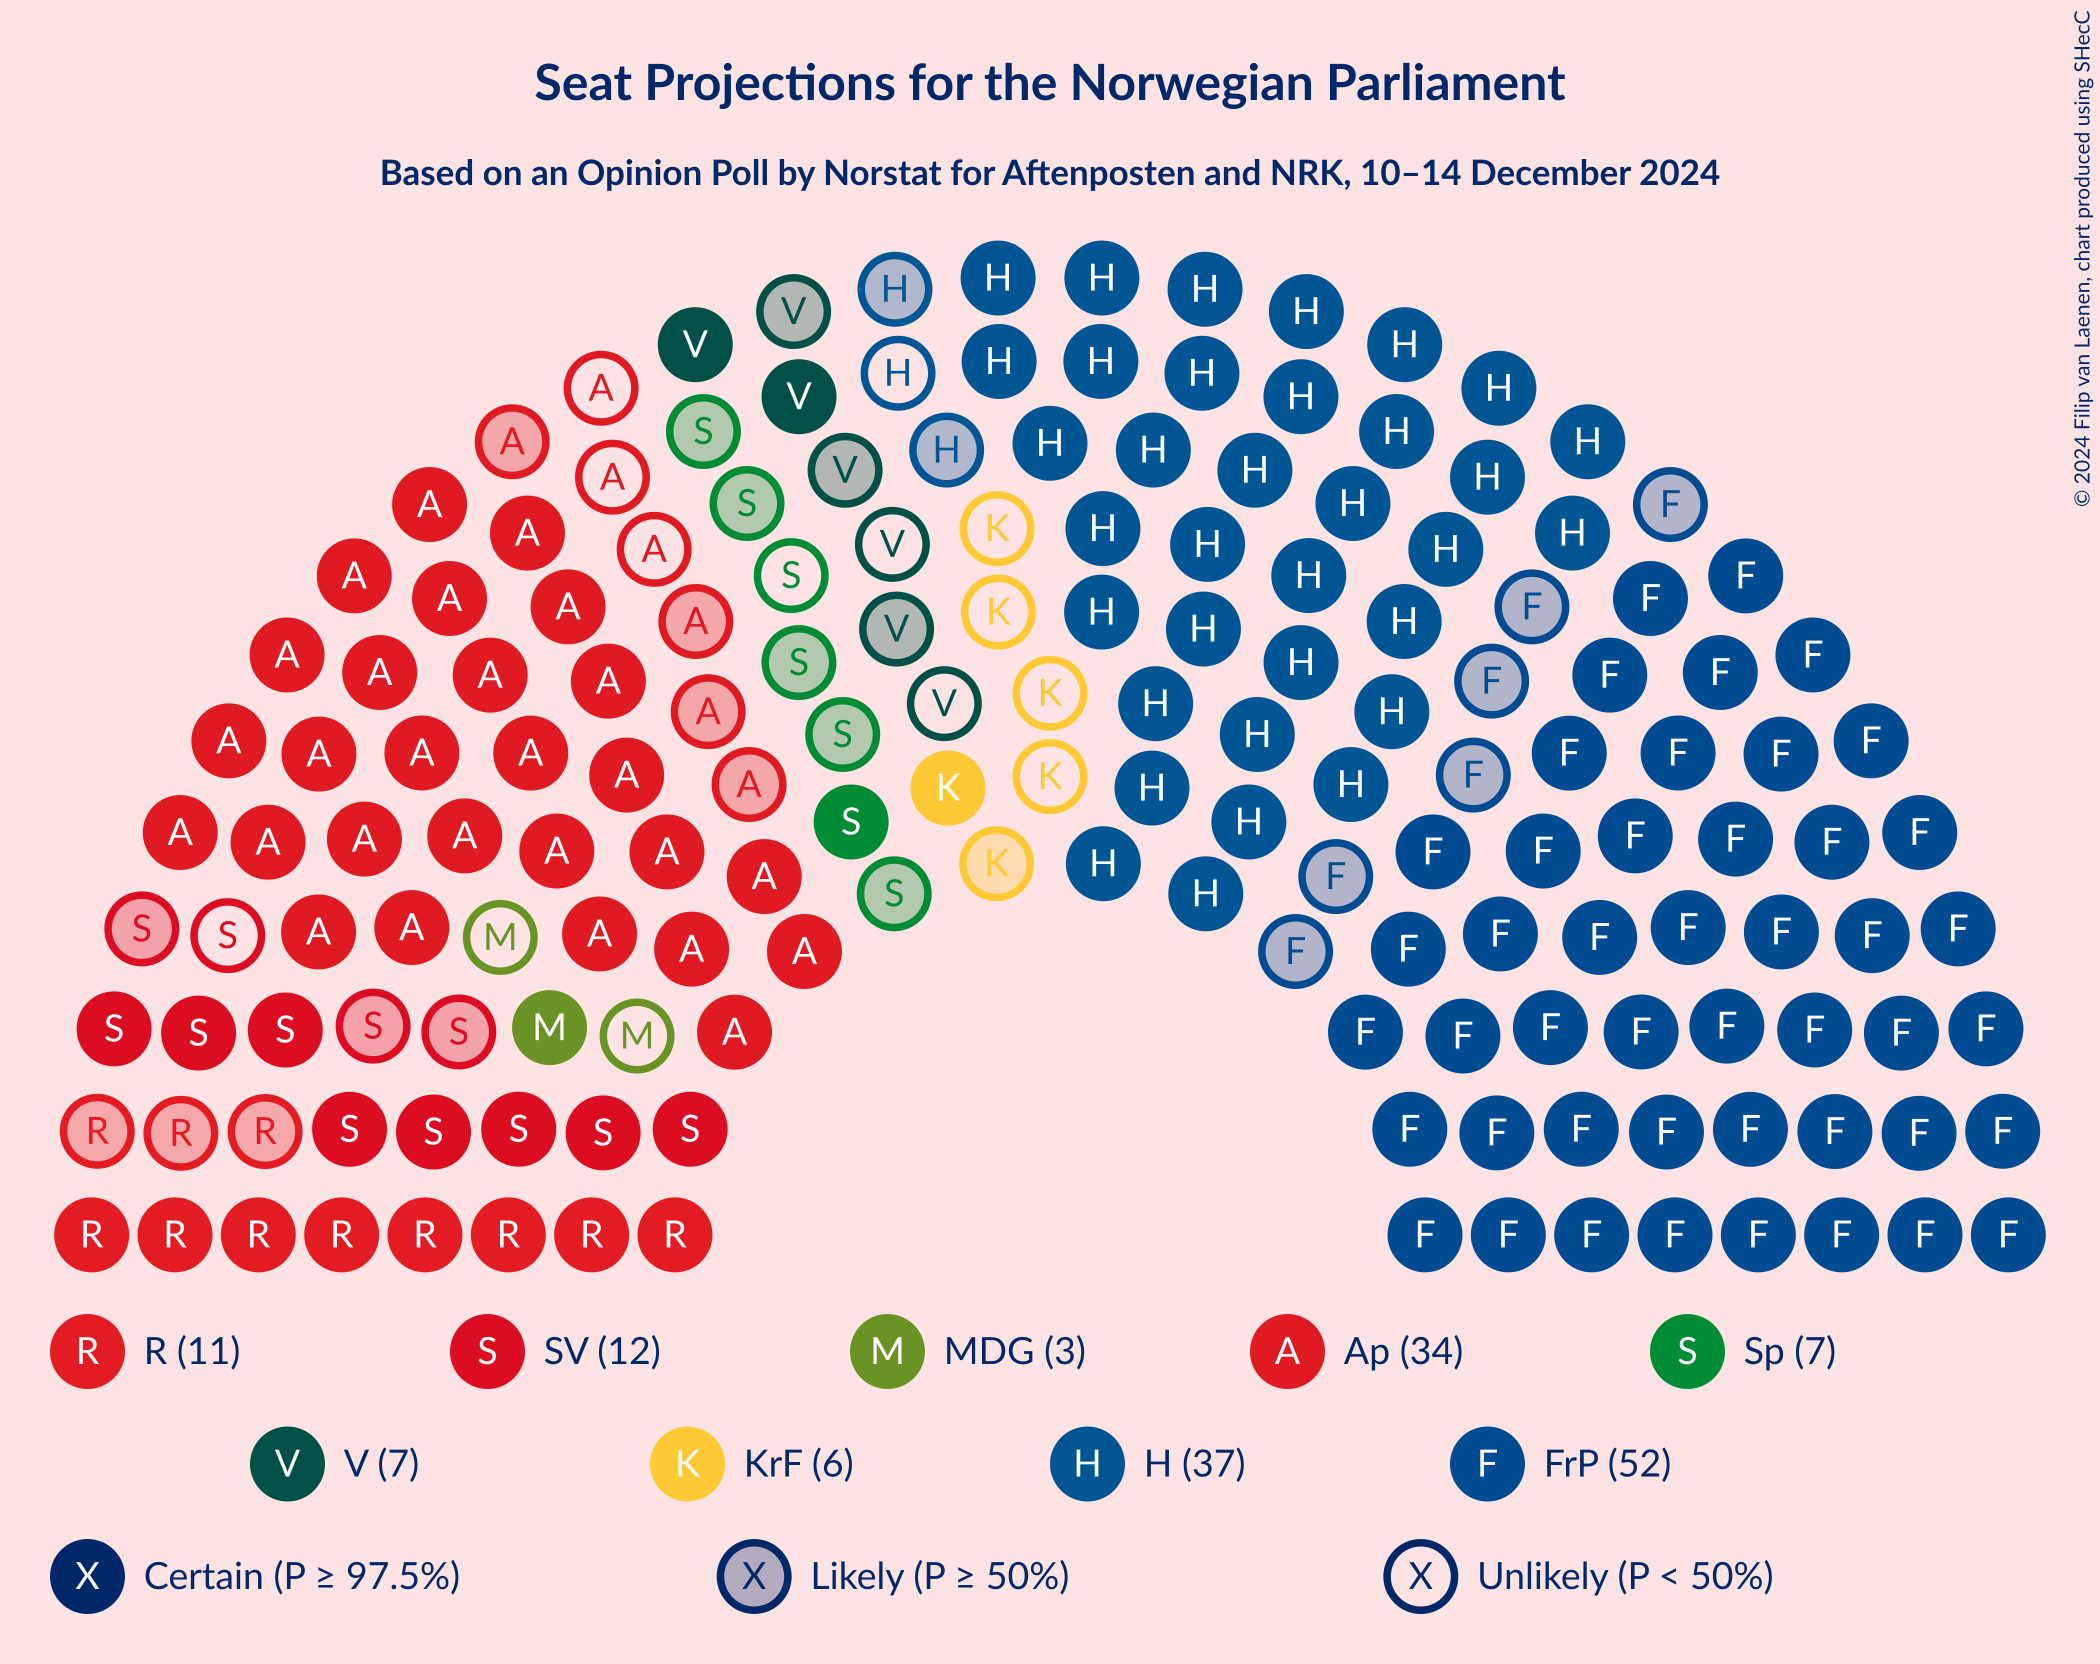 Seat Projections for the Norwegian Parliament
Based on an Opinion Poll by Norstat for Aftenposten and NRK, 10–14 December 2024
© 2024 Filip van Laenen, chart produced using SHecC
V V H H H H H H
A V H H H H H H
A A S V H H H H H H F
A A A S V K H H H H H F
A A A A S V K H H H H F F F
A A A A A S V K H H H F F F F
A A A A A A S K K H H H F F F F F
A A A A A A A S K H H F F F F F F F
S S A A M A A A S H F F F F F F F F
S S S S S M M A F F F F F F F F
R R R S S S S S F F F F F F F F
R R R R R R R R F F F F F F F F
R R (11) S SV (12) M MDG (3) A Ap (34) S Sp (7)
V V (7) K KrF (6) H H (37) F FrP (52)
X Certain (P ≥ 97.5%) X Likely (P ≥ 50%) X Unlikely (P < 50%)